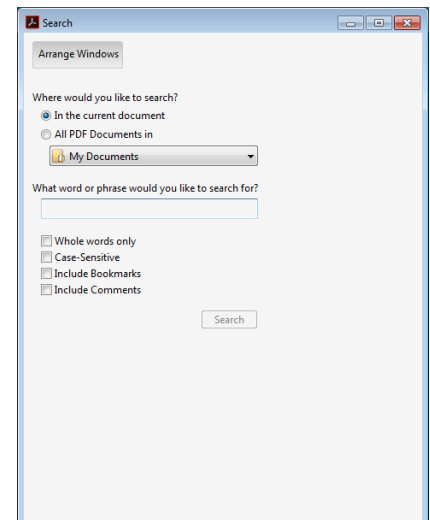 Search
Arrange Windows
Where would you like to search?
In the current document
All PDF Documents in
My Documents
What word or phrase would you like to search for?
Whole words only
Case-Sensitive
Include Bookmarks
Include Comments
Search